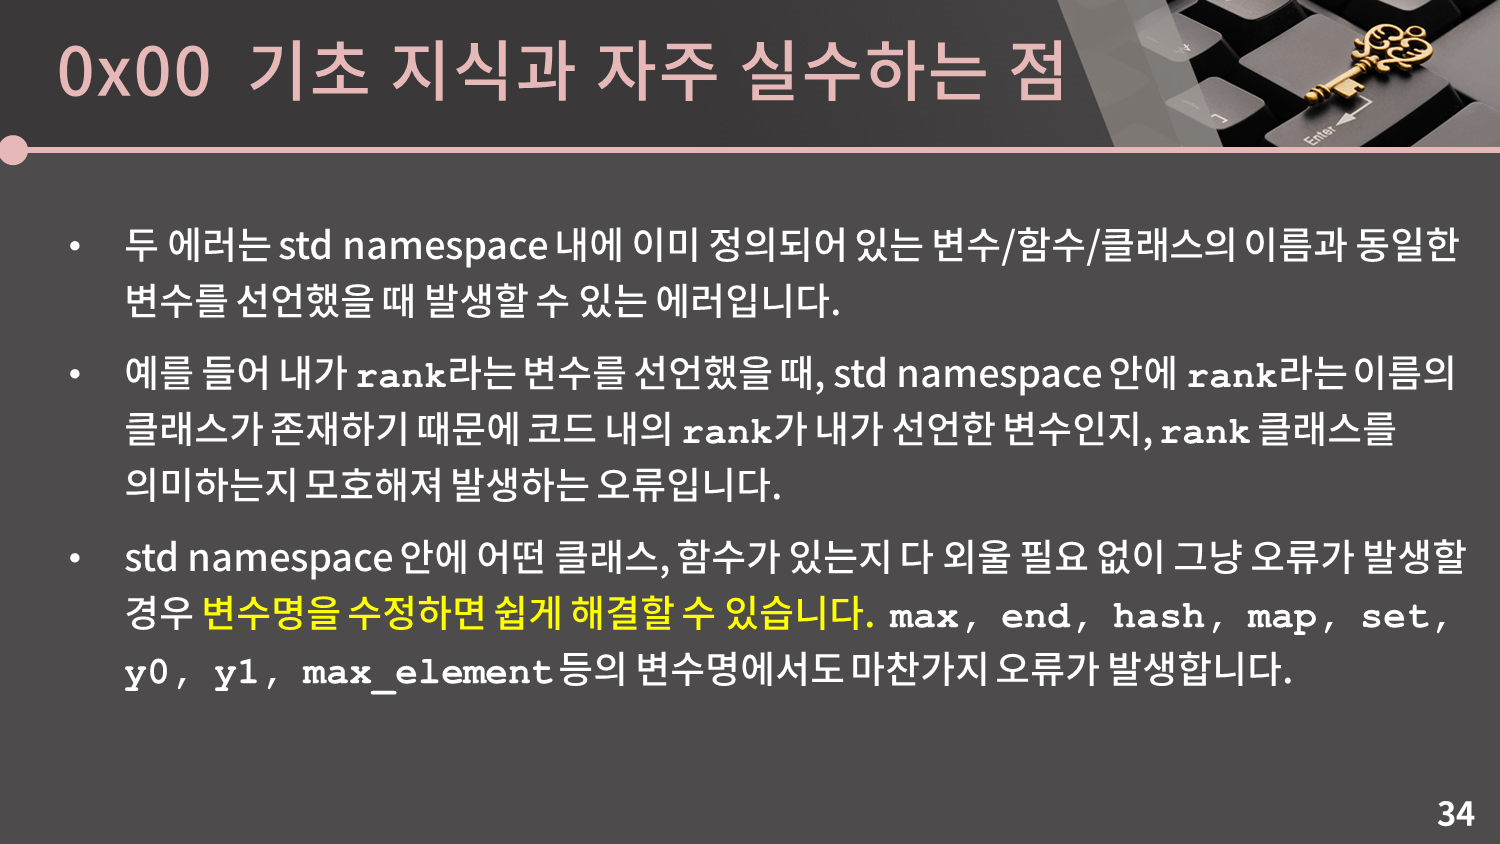 0x00 기초 지식과 자주 실수하는 점
Enter
• 두 에러는 std namespace 내에 이미 정의되어 있는 변수/함수/클래스의 이름과 동일한
변수를 선언했을 때 발생할 수 있는 에러입니다.
• 예를 들어 내가 rank라는 변수를 선언했을 때, std namespace 안에 rank라는 이름의
클래스가 존재하기 때문에 코드 내의 rank가 내가 선언한 변수인지, rank 클래스를
의미하는지 모호해져 발생하는 오류입니다.
• std namespace 안에 어떤 클래스, 함수가 있는지 다 외울 필요 없이 그냥 오류가 발생할
경우 변수명을 수정하면 쉽게 해결할 수 있습니다. max, end, hash, map, set,
y0, y1, max_element등의 변수명에서도 마찬가지 오류가 발생합니다.
34